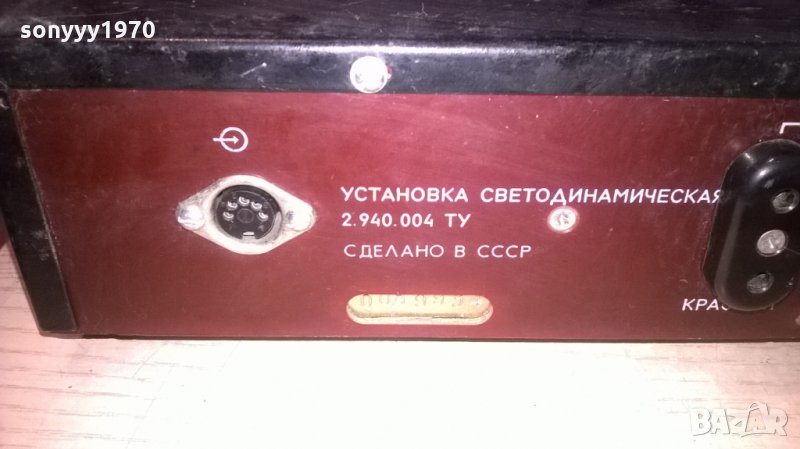 sonyyy1970
УСТАНОВКА СВЕТОДИНАМИЧЕСКАЯ
2.940.004 ТУ
СДЕЛАНО В СССР
BAZAR